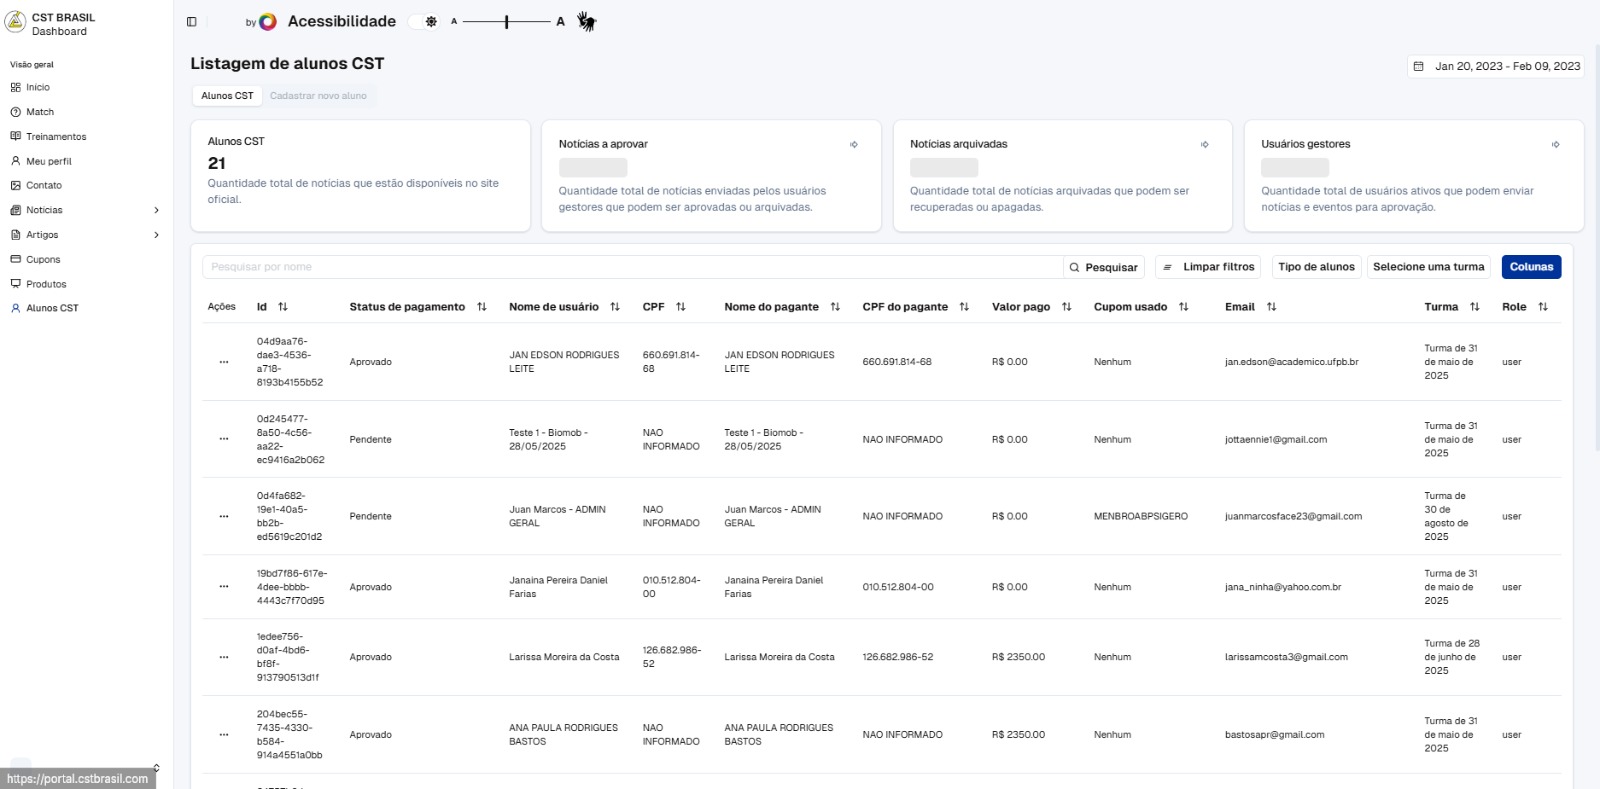 CST BRASIL
Dashboard
Visão geral
Início
Match
Treinamentos
Meu perfil
Contato
Notícias
Artigos
Cupons
Produtos
Alunos CST
https://portal.cstbrasil.com
by Acessibilidade A A
Listagem de alunos CST
Jan 20, 2023 - Feb 09, 2023
Alunos CST Cadastrar novo aluno
Alunos CST
21
Quantidade total de notícias que estão disponíveis no site
oficial.
Notícias a aprovar
Quantidade total de notícias enviadas pelos usuários
gestores que podem ser aprovadas ou arquivadas.
Notícias arquivadas
Quantidade total de notícias arquivadas que podem ser
recuperadas ou apagadas.
Usuários gestores
Quantidade total de usuários ativos que podem enviar
notícias e eventos para aprovação.
Pesquisar por nome Pesquisar Limpar filtros Tipo de alunos Selecione uma turma Colunas
Ações Id Status de pagamento Nome de usuário CPF Nome do pagante CPF do pagante Valor pago Cupom usado Email Turma Role
04d9aa76-
dae3-4536-
a718-
8193b4155b52
Aprovado
JAN EDSON RODRIGUES
LEITE
660.691.814-
68
JAN EDSON RODRIGUES
LEITE
660.691.814-68
R$ 0.00
Nenhum
jan.edson@academico.ufpb.br
Turma de 31
de maio de
2025
user
0d245477-
8a50-4c56-
aa22-
ec9416a2b062
Pendente
Teste 1 - Biomob -
28/05/2025
NAO
INFORMADO
Teste 1 - Biomob -
28/05/2025
NAO INFORMADO
R$ 0.00
Nenhum
jottaennie1@gmail.com
Turma de 31
de maio de
2025
user
0d4fa682-
19e1-40a5-
bb2b-
ed5619c201d2
Pendente
Juan Marcos - ADMIN
GERAL
NAO
INFORMADO
Juan Marcos - ADMIN
GERAL
NAO INFORMADO
R$ 0.00
MENBROABPSIGERO
juanmarcosface23@gmail.com
Turma de
30 de
agosto de
2025
user
19bd7f86-617e-
4dee-bbbb-
4443c7f70d95
Aprovado
Janaina Pereira Daniel
Farias
010.512.804-
00
Janaina Pereira Daniel
Farias
010.512.804-00
R$ 0.00
Nenhum
jana_ninha@yahoo.com.br
Turma de 31
de maio de
2025
user
1edee756-
d0af-4bd6-
bf8f-
913790513d1f
Aprovado
Larissa Moreira da Costa
126.682.986-
52
Larissa Moreira da Costa
126.682.986-52
R$ 2350.00
Nenhum
larissamcosta3@gmail.com
Turma de 28
de junho de
2025
user
204bec55-
7435-4330-
b584-
914a4551a0bb
Aprovado
ANA PAULA RODRIGUES
BASTOS
NAO
INFORMADO
ANA PAULA RODRIGUES
BASTOS
NAO INFORMADO
R$ 2350.00
Nenhum
bastosapr@gmail.com
Turma de 31
de maio de
2025
user